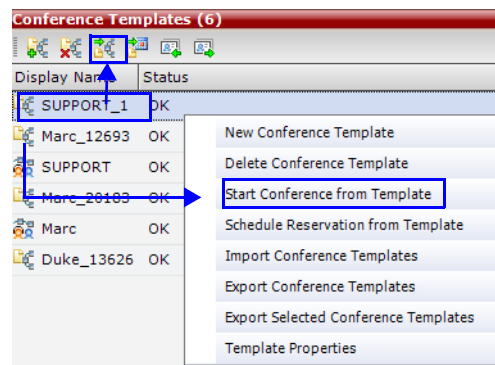 Conference Templates (6)
Display Name Status
SUPPORT_1 OK
Marc_12693 OK
SUPPORT OK
Marc_20183 OK
Marc OK
Duke_13626 OK
New Conference Template
Delete Conference Template
Start Conference from Template
Schedule Reservation from Template
Import Conference Templates
Export Conference Templates
Export Selected Conference Templates
Template Properties